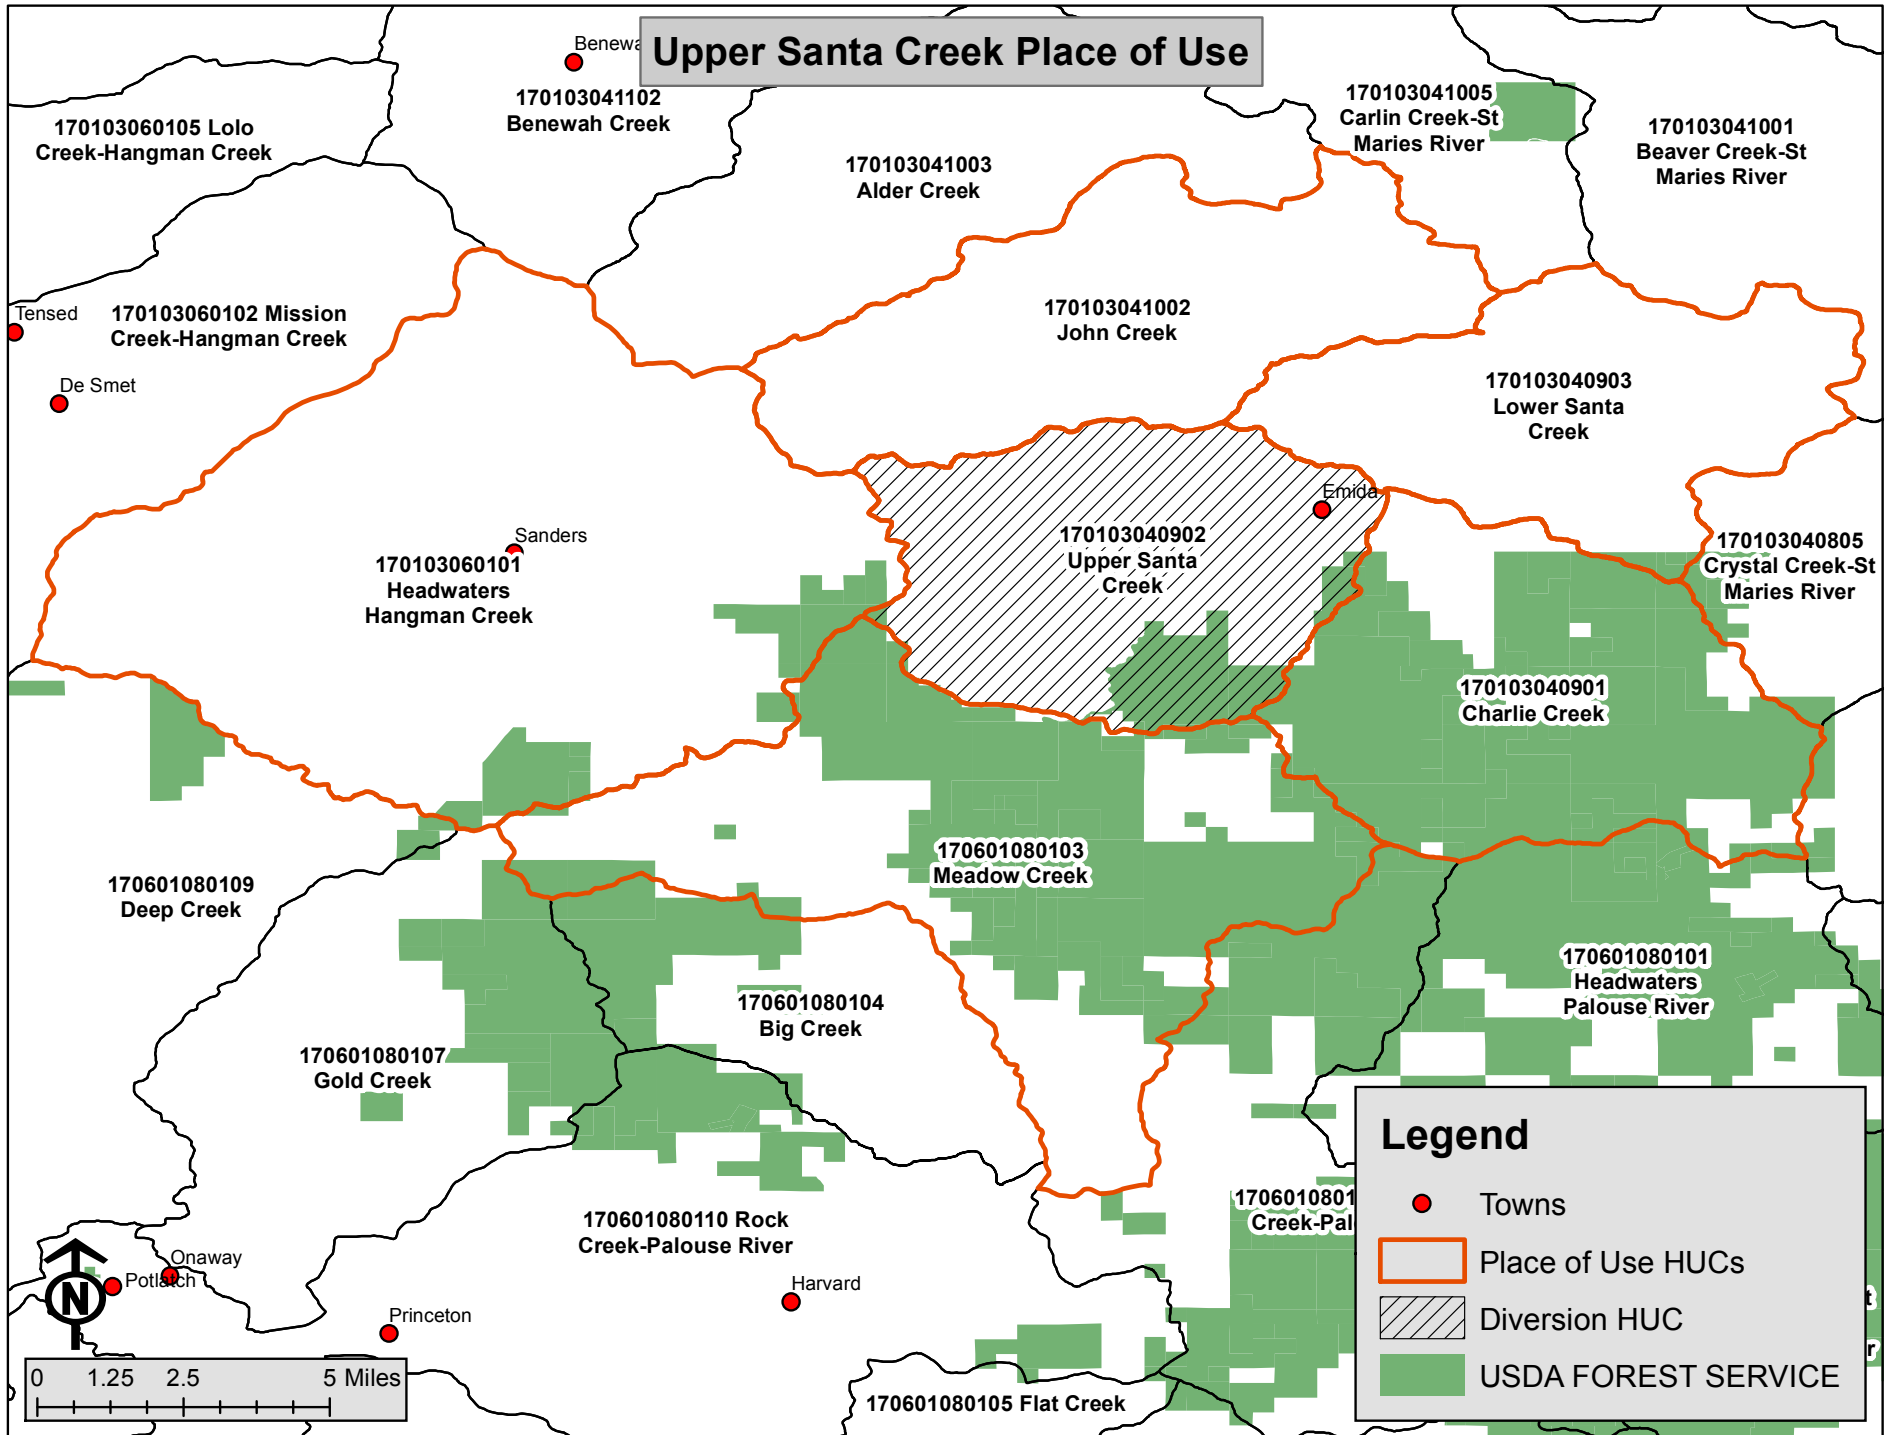 Upper Santa Creek Place of Use
170103060105 Lolo
Creek-Hangman Creek
170103041102
Benewah Creek
170103041003
Alder Creek
170103041005
Carlin Creek-St
Maries River
170103041001
Beaver Creek-St
Maries River
Tensed
170103060102 Mission
Creek-Hangman Creek
De Smet
170103041002
John Creek
170103040903
Lower Santa
Creek
Emida
Sanders
170103060101
Headwaters
Hangman Creek
170103040902
Upper Santa
Creek
170103040805
Crystal Creek-St
Maries River
170103040901
Charlie Creek
170601080103
Meadow Creek
170601080109
Deep Creek
170601080104
Big Creek
170601080101
Headwaters
Palouse River
170601080107
Gold Creek
170601080110 Rock
Creek-Palouse River
Onaway
Potlatch
Princeton
Harvard
170601080105 Flat Creek
N
0 1.25 2.5 5 Miles
Legend
Towns
Place of Use HUCs
Diversion HUC
USDA FOREST SERVICE